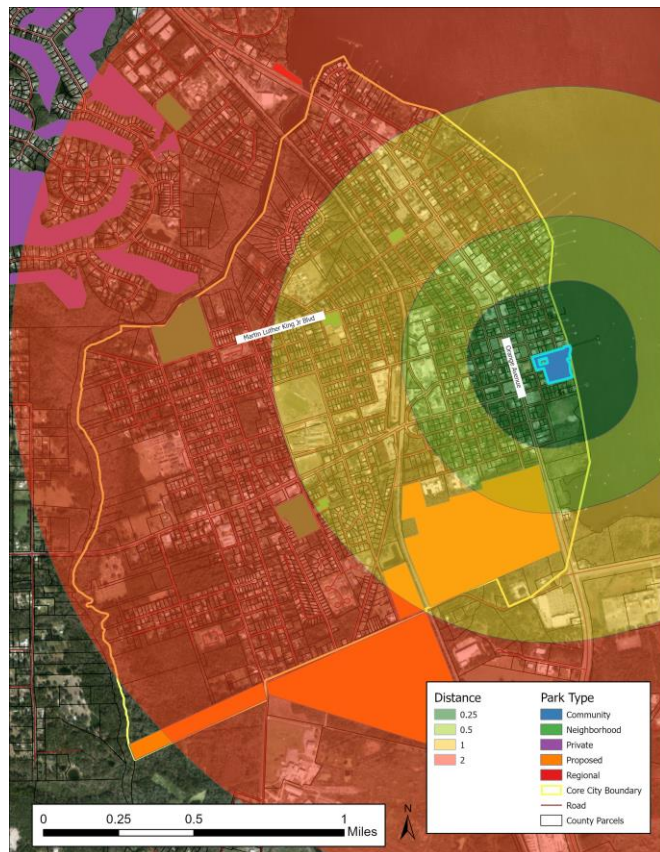 Martin Luther King Jr Blvd
Orange Avenue
Distance
0.25
0.5
1
2
Park Type
Community
Neighborhood
Private
Proposed
Regional
Core City Boundary
Road
County Parcels
0 0.25 0.5 1
Miles
N